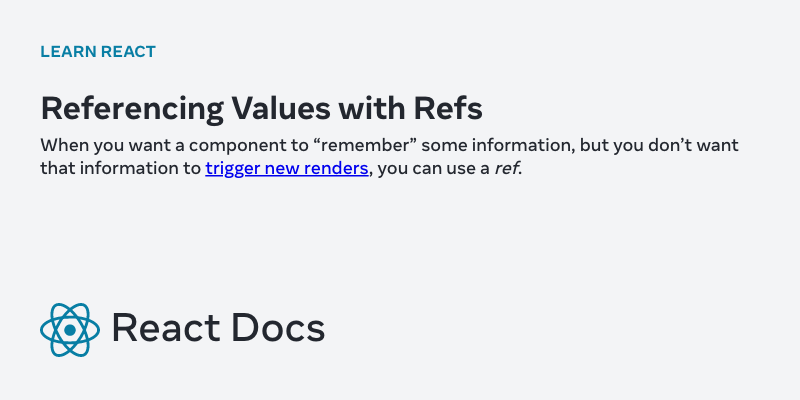 LEARN REACT
Referencing Values with Refs
When you want a component to “remember” some information, but you don’t want
that information to trigger new renders, you can use a ref.
React Docs